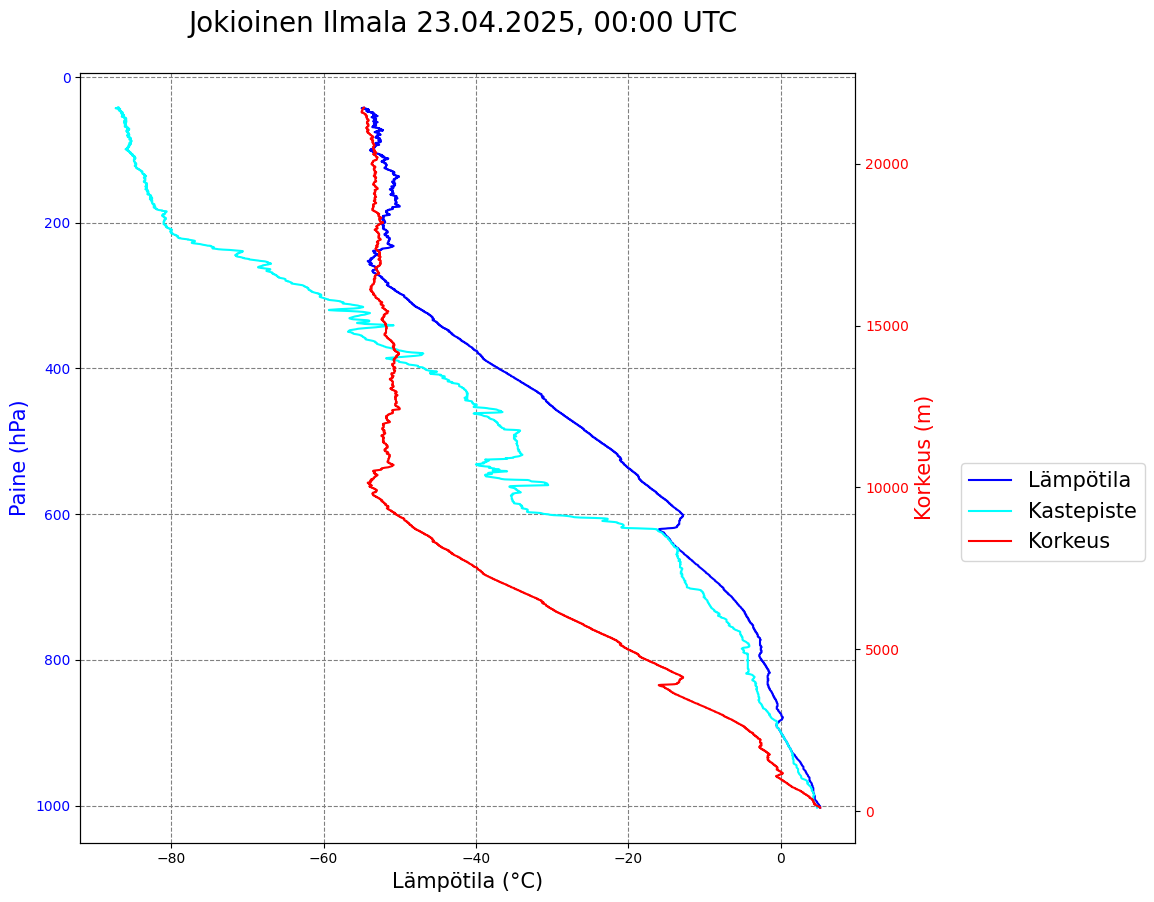 Jokioinen Ilmala 23.04.2025, 00:00 UTC
0
200
400
600
800
1000
Paine (hPa)
−80
−60
−40
−20
0
Lämpötila (°C)
20000
15000
10000
5000
0
Korkeus (m)
Lämpötila
Kastepiste
Korkeus